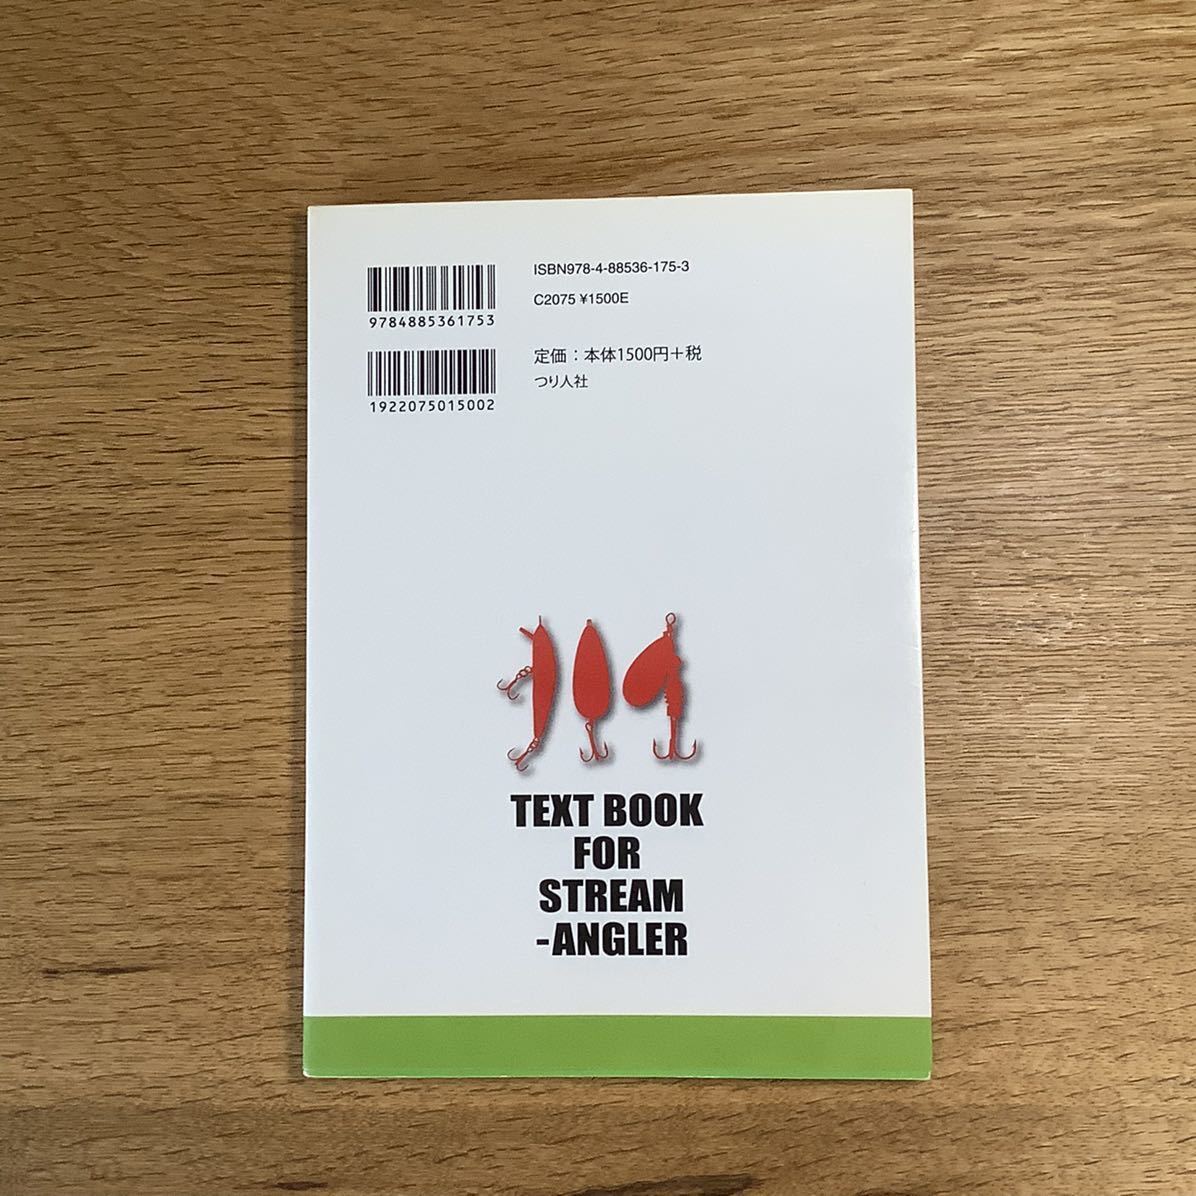 ISBN978-4-88536-175-3
C2075 ¥1500E
9784885361753
定価：本体1500円＋税
つり人社
1922075015002
TEXT BOOK
FOR
STREAM
-ANGLER